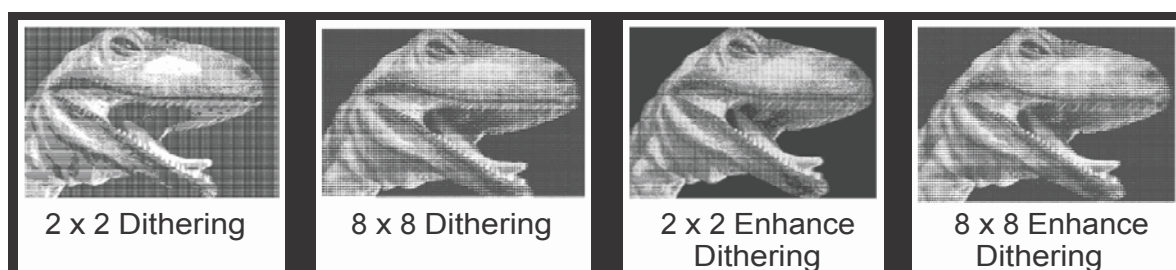 2 x 2 Dithering
8 x 8 Dithering
2 x 2 Enhance
Dithering
8 x 8 Enhance
Dithering